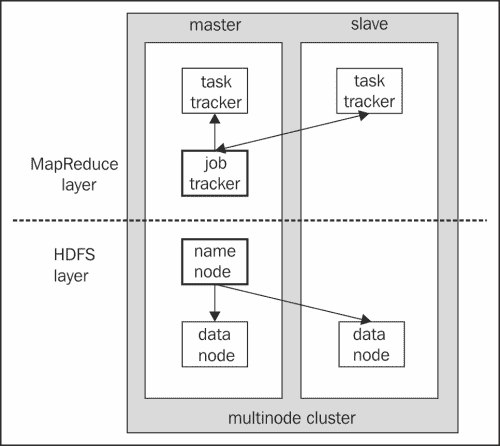 master
slave
task
tracker
task
tracker
job
tracker
MapReduce
layer
HDFS
layer
name
node
data
node
data
node
multinode cluster